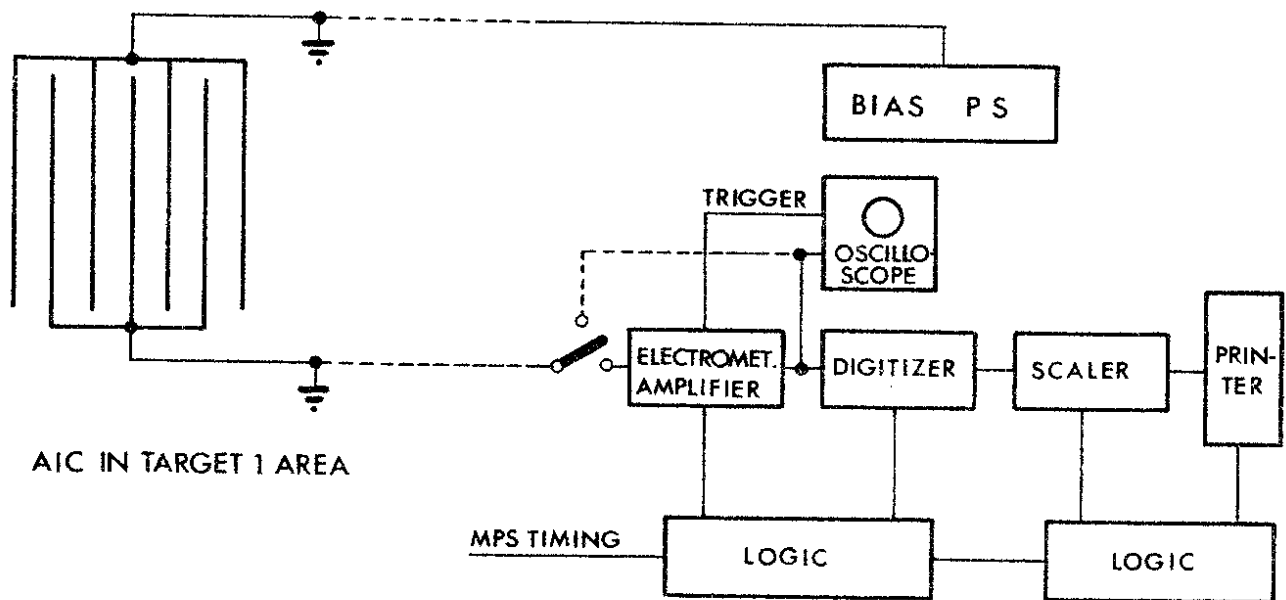 BIAS PS
TRIGGER
OSCILLO-
SCOPE
ELECTROMET.
AMPLIFIER
DIGITIZER
SCALER
PRIN-
TER
AIC IN TARGET 1 AREA
MPS TIMING
LOGIC
LOGIC